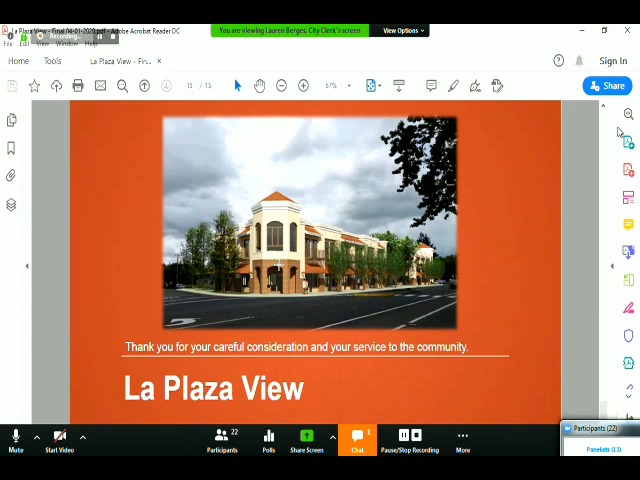 La Plaza View - Final 04-01-2020.pdf - Adobe Acrobat Reader DC
Recording...
You are viewing Lauren Berges, City Clerk's screen
View Options
File Edit View Window Help
Home Tools La Plaza View - Fin... × Sign In
15 / 15 67% Share
Thank you for your careful consideration and your service to the community.
La Plaza View
Participants (22)
Panelists (13)
22 1
Mute Start Video Participants Polls Share Screen Chat Pause/Stop Recording More